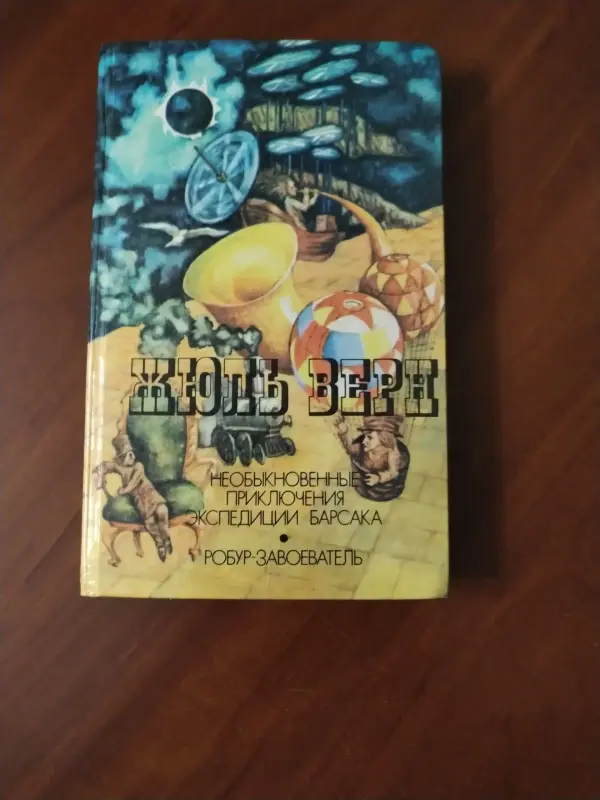 ЖЮЛЬ ВЕРН
НЕОБЫКНОВЕННЫЕ
ПРИКЛЮЧЕНИЯ
ЭКСПЕДИЦИИ БАРСАКА
•
РОБУР-ЗАВОЕВАТЕЛЬ